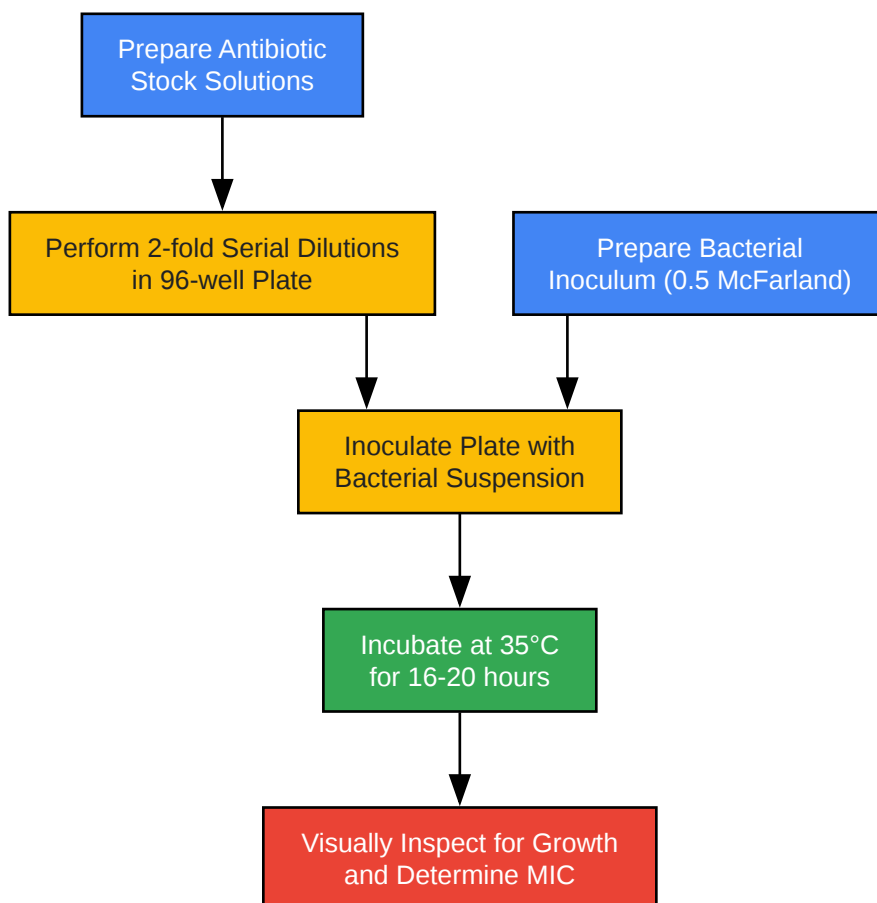 Prepare Antibiotic
Stock Solutions
Perform 2-fold Serial Dilutions
in 96-well Plate
Prepare Bacterial
Inoculum (0.5 McFarland)
Inoculate Plate with
Bacterial Suspension
Incubate at 35°C
for 16-20 hours
Visually Inspect for Growth
and Determine MIC